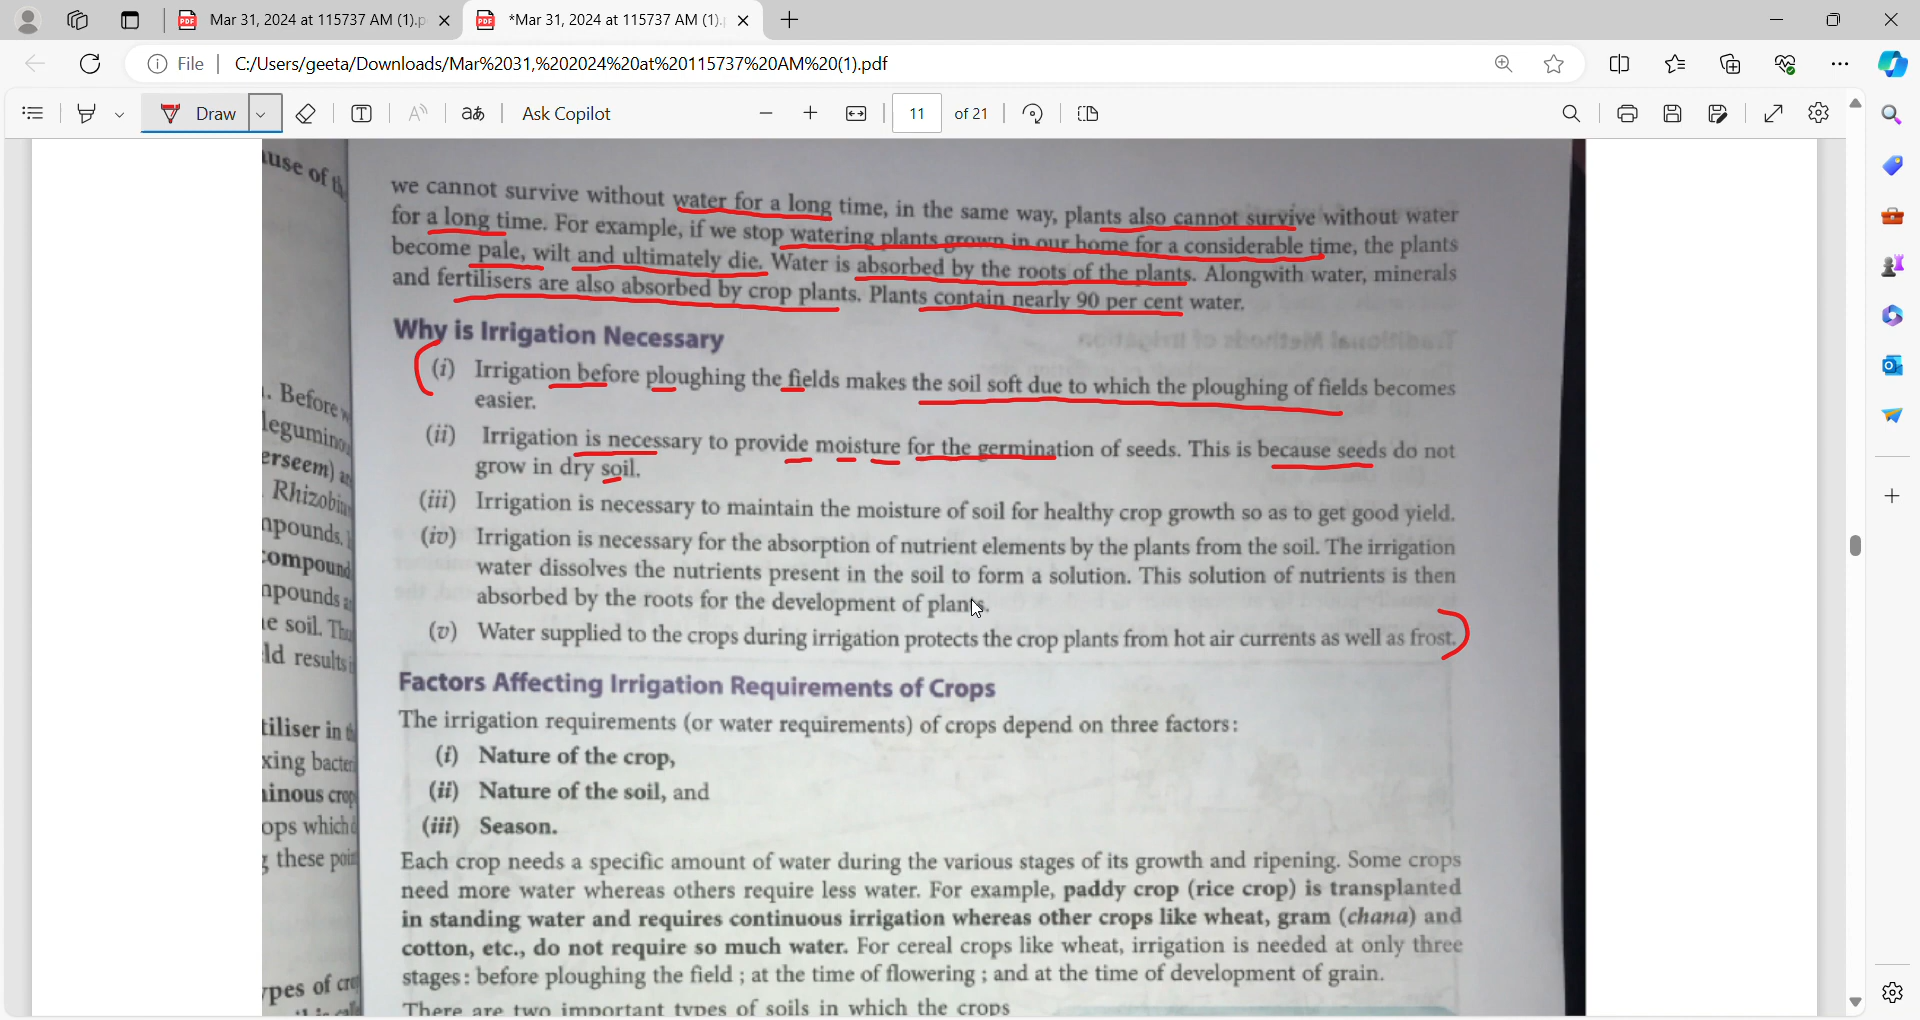 Mar 31, 2024 at 115737 AM (1).p
*Mar 31, 2024 at 115737 AM (1).
File
C:/Users/geeta/Downloads/Mar%2031,%202024%20at%20115737%20AM%20(1).pdf
Draw
Ask Copilot
11
of 21
we cannot survive without water for a long time, in the same way, plants also cannot survive without water
for a long time. For example, if we stop watering plants grown in our home for a considerable time, the plants
become pale, wilt and ultimately die. Water is absorbed by the roots of the plants. Alongwith water, minerals
and fertilisers are also absorbed by crop plants. Plants contain nearly 90 per cent water.
Why is Irrigation Necessary
(i) Irrigation before ploughing the fields makes the soil soft due to which the ploughing of fields becomes
easier.
(ii) Irrigation is necessary to provide moisture for the germination of seeds. This is because seeds do not
grow in dry soil.
(iii) Irrigation is necessary to maintain the moisture of soil for healthy crop growth so as to get good yield.
(iv) Irrigation is necessary for the absorption of nutrient elements by the plants from the soil. The irrigation
water dissolves the nutrients present in the soil to form a solution. This solution of nutrients is then
absorbed by the roots for the development of plants.
(v) Water supplied to the crops during irrigation protects the crop plants from hot air currents as well as frost.
Factors Affecting Irrigation Requirements of Crops
The irrigation requirements (or water requirements) of crops depend on three factors:
(i) Nature of the crop,
(ii) Nature of the soil, and
(iii) Season.
Each crop needs a specific amount of water during the various stages of its growth and ripening. Some crops
need more water whereas others require less water. For example, paddy crop (rice crop) is transplanted
in standing water and requires continuous irrigation whereas other crops like wheat, gram (chana) and
cotton, etc., do not require so much water. For cereal crops like wheat, irrigation is needed at only three
stages: before ploughing the field ; at the time of flowering ; and at the time of development of grain.
There are two important types of soils in which the crops